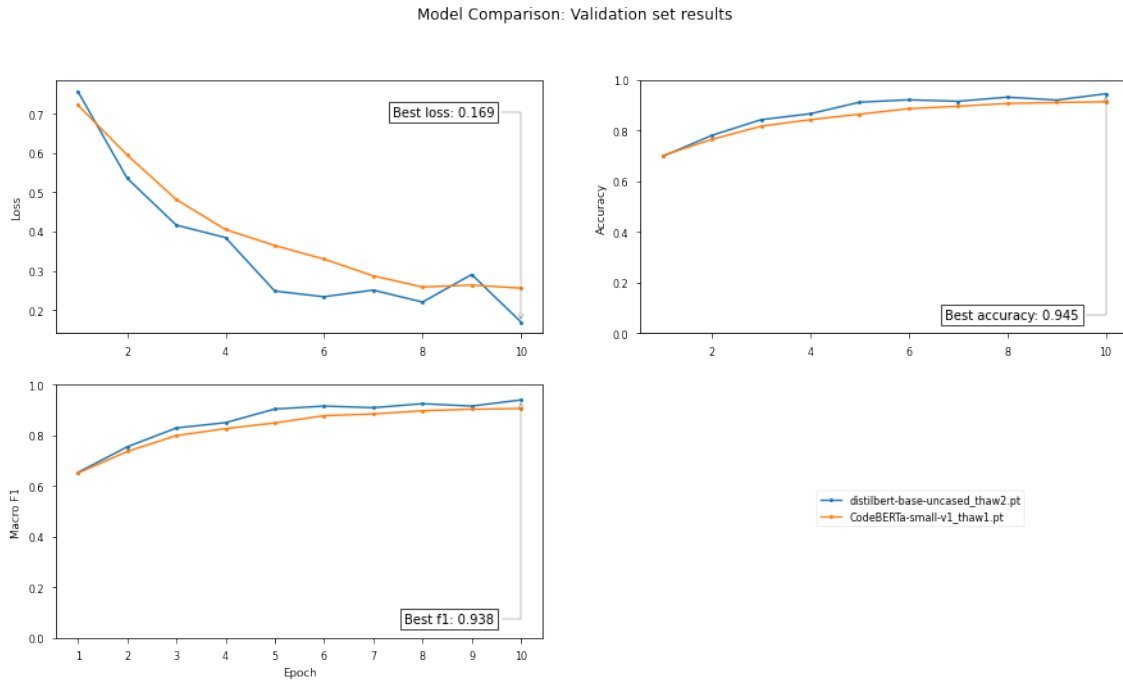 Model Comparison: Validation set results
Loss
0.7
0.6
0.5
0.4
0.3
0.2
Best loss: 0.169
2 4 6 8 10
Accuracy
1.0
0.8
0.6
0.4
0.2
0.0
Best accuracy: 0.945
2 4 6 8 10
Macro F1
1.0
0.8
0.6
0.4
0.2
0.0
Best f1: 0.938
1 2 3 4 5 6 7 8 9 10
Epoch
distilbert-base-uncased_thaw2.pt
CodeBERTa-small-v1_thaw1.pt